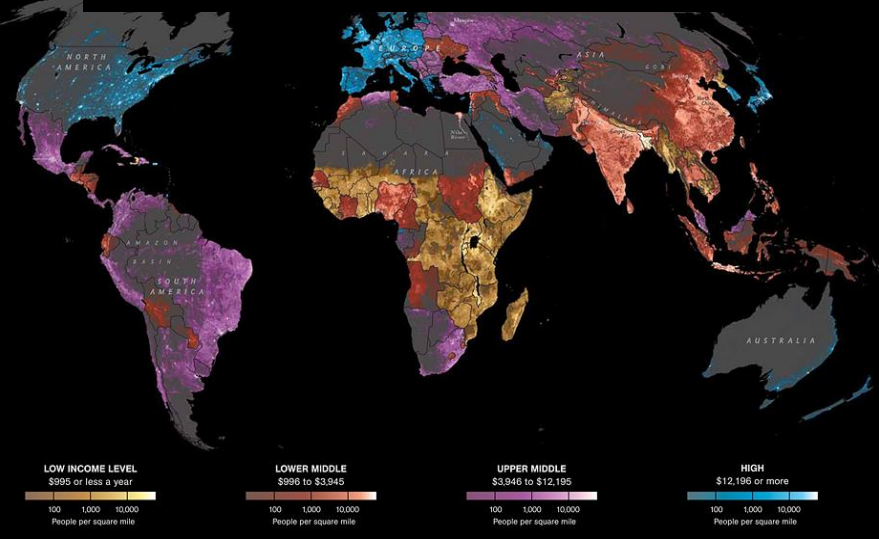 NORTH
AMERICA
EUROPE
Moscow
ASIA
GOBI
Beijing
HIMALAYA
Ganges
Nile
River
SAHARA
AFRICA
AMAZON
BASIN
SOUTH
AMERICA
AUSTRALIA
LOW INCOME LEVEL
$995 or less a year
100 1,000 10,000
People per square mile
LOWER MIDDLE
$996 to $3,945
100 1,000 10,000
People per square mile
UPPER MIDDLE
$3,946 to $12,195
100 1,000 10,000
People per square mile
HIGH
$12,196 or more
100 1,000 10,000
People per square mile